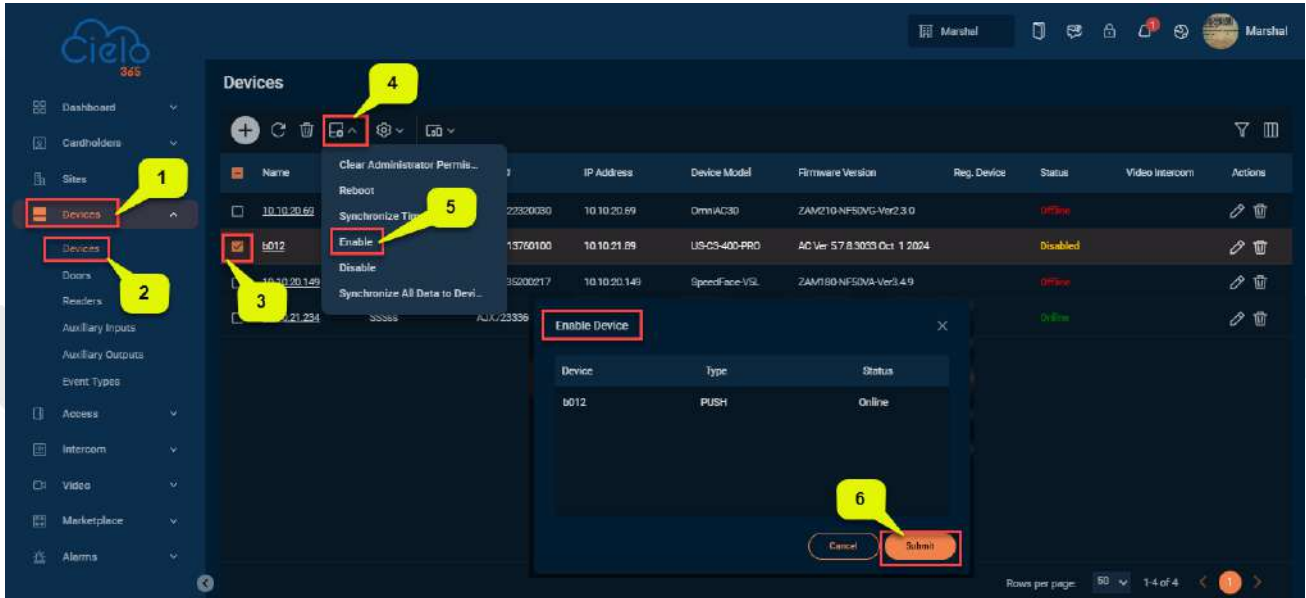 Cielo
365
Marshal
1
Marshal
Devices
4
Dashboard
Cardholders
Sites
1
Devices
Devices
2
Doors
Readers
Auxiliary Inputs
Auxiliary Outputs
Event Types
Access
Intercom
Video
Marketplace
Alarms
Clear Administrator Permis...
Reboot
Synchronize Tim
5
Enable
Disable
Synchronize All Data to Devi...
Name IP Address Device Model Firmware Version Reg. Device Status Video Intercom Actions
10.10.20.69 22320030 10.10.20.69 OmniAC30 ZAM210-NF50VG-Ver2.3.0 Offline
b012 13760100 10.10.21.89 US-C3-400-PRO AC Ver 5.7.8.3033 Oct 1 2024 Disabled
3
10.10.20.149 35200217 10.10.20.149 SpeedFace-V5L ZAM180-NF50VA-Ver3.4.9 Offline
.21.234 Online
Enable Device
Device Type Status
b012 PUSH Online
6
Cancel Submit
Rows per page: 50 1-4 of 4 1